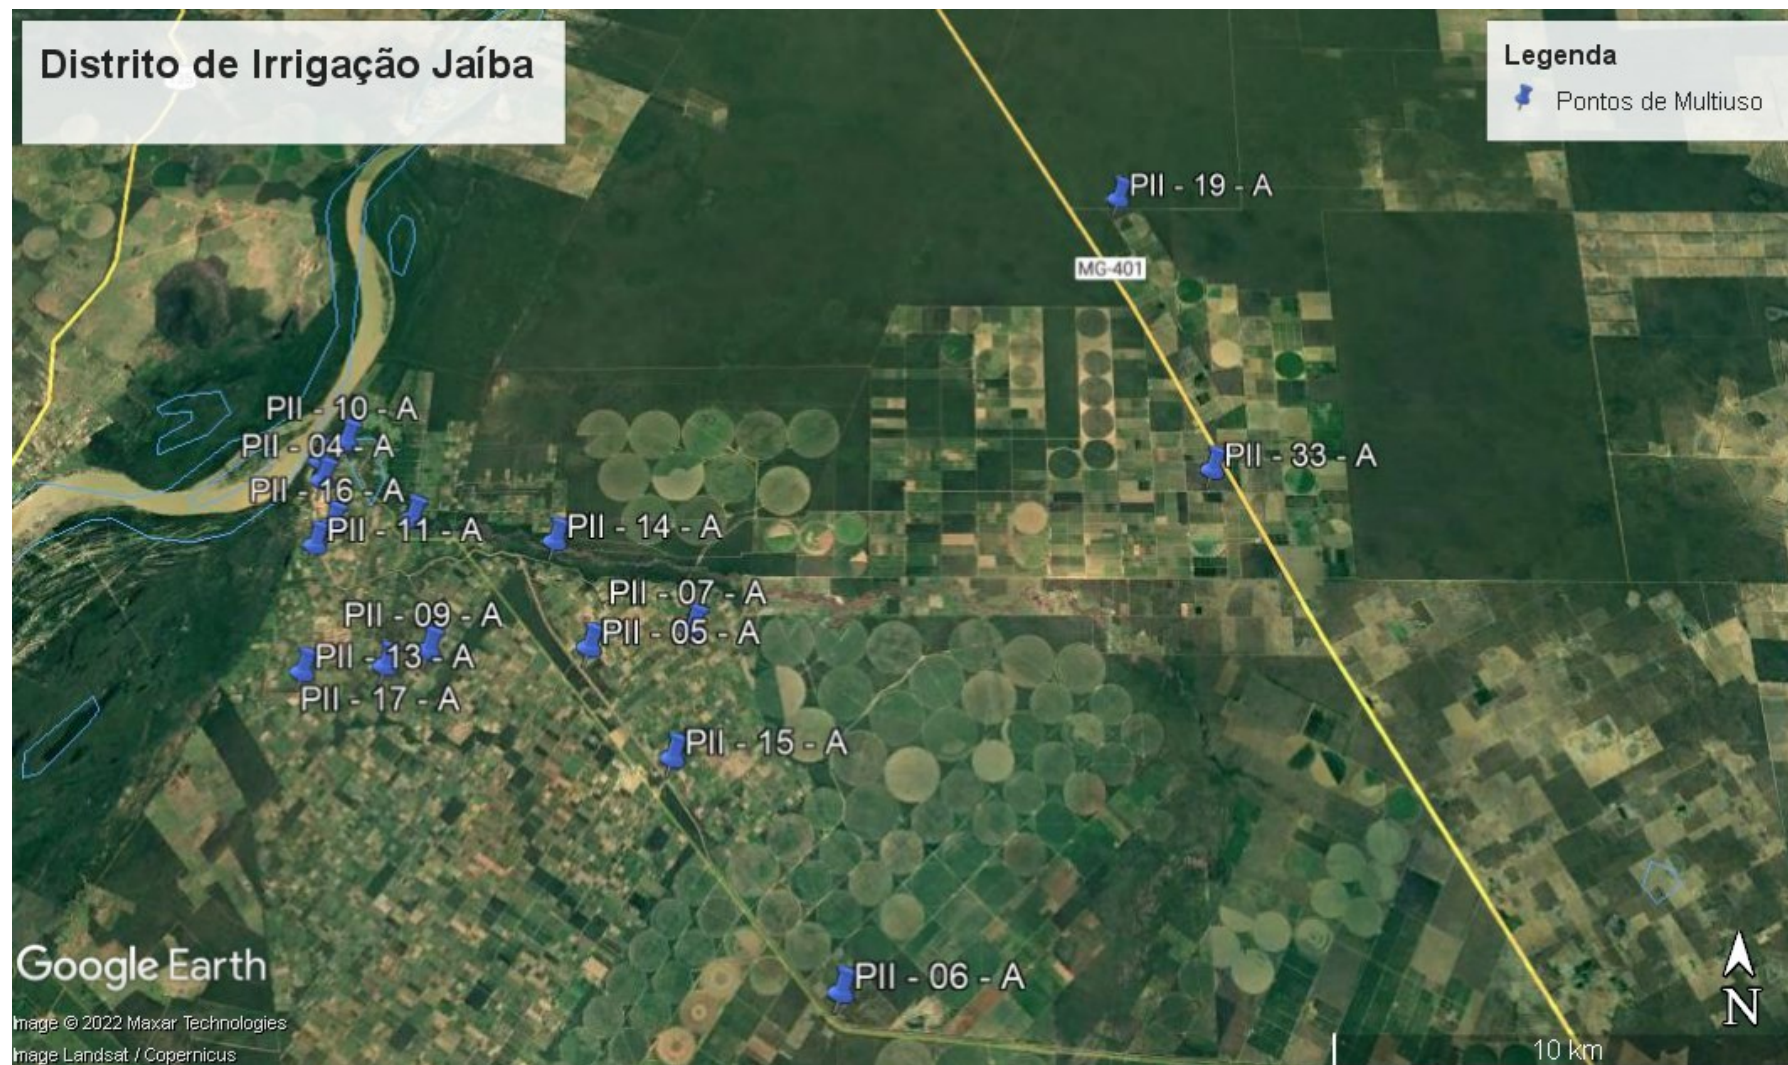 Distrito de Irrigação Jaíba
Legenda
Pontos de Multiuso
PII - 19 - A
MG-401
PII - 10 - A
PII - 04 - A
PII - 33 - A
PII - 16 - A
PII - 11 - A
PII - 14 - A
PII - 07 - A
PII - 09 - A
PII - 05 - A
PII - 13 - A
PII - 17 - A
PII - 15 - A
PII - 06 - A
Google Earth
Image © 2022 Maxar Technologies
Image Landsat / Copernicus
N
10 km